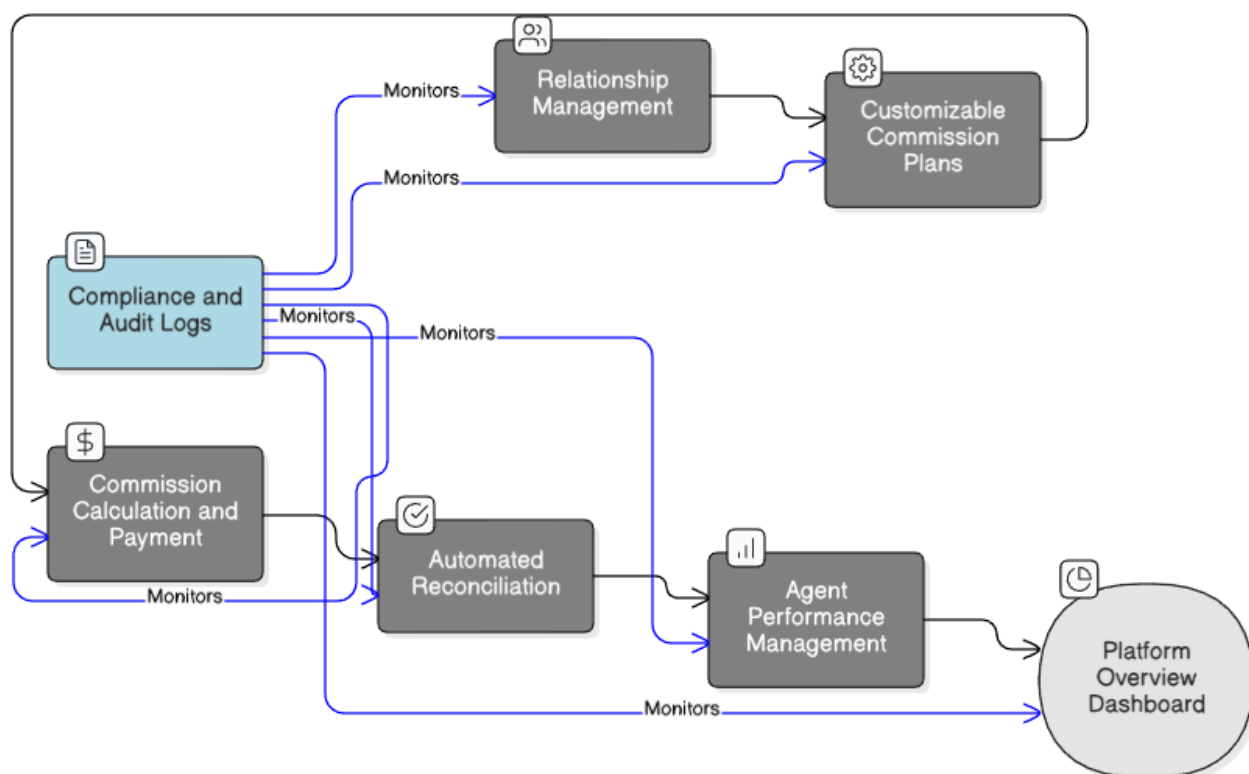 Relationship
Management
Monitors
Customizable
Commission
Plans
Monitors
Compliance and
Audit Logs
Monitors
Monitors
Commission
Calculation and
Payment
Monitors
Automated
Reconciliation
Agent
Performance
Management
Platform
Overview
Dashboard
Monitors
$